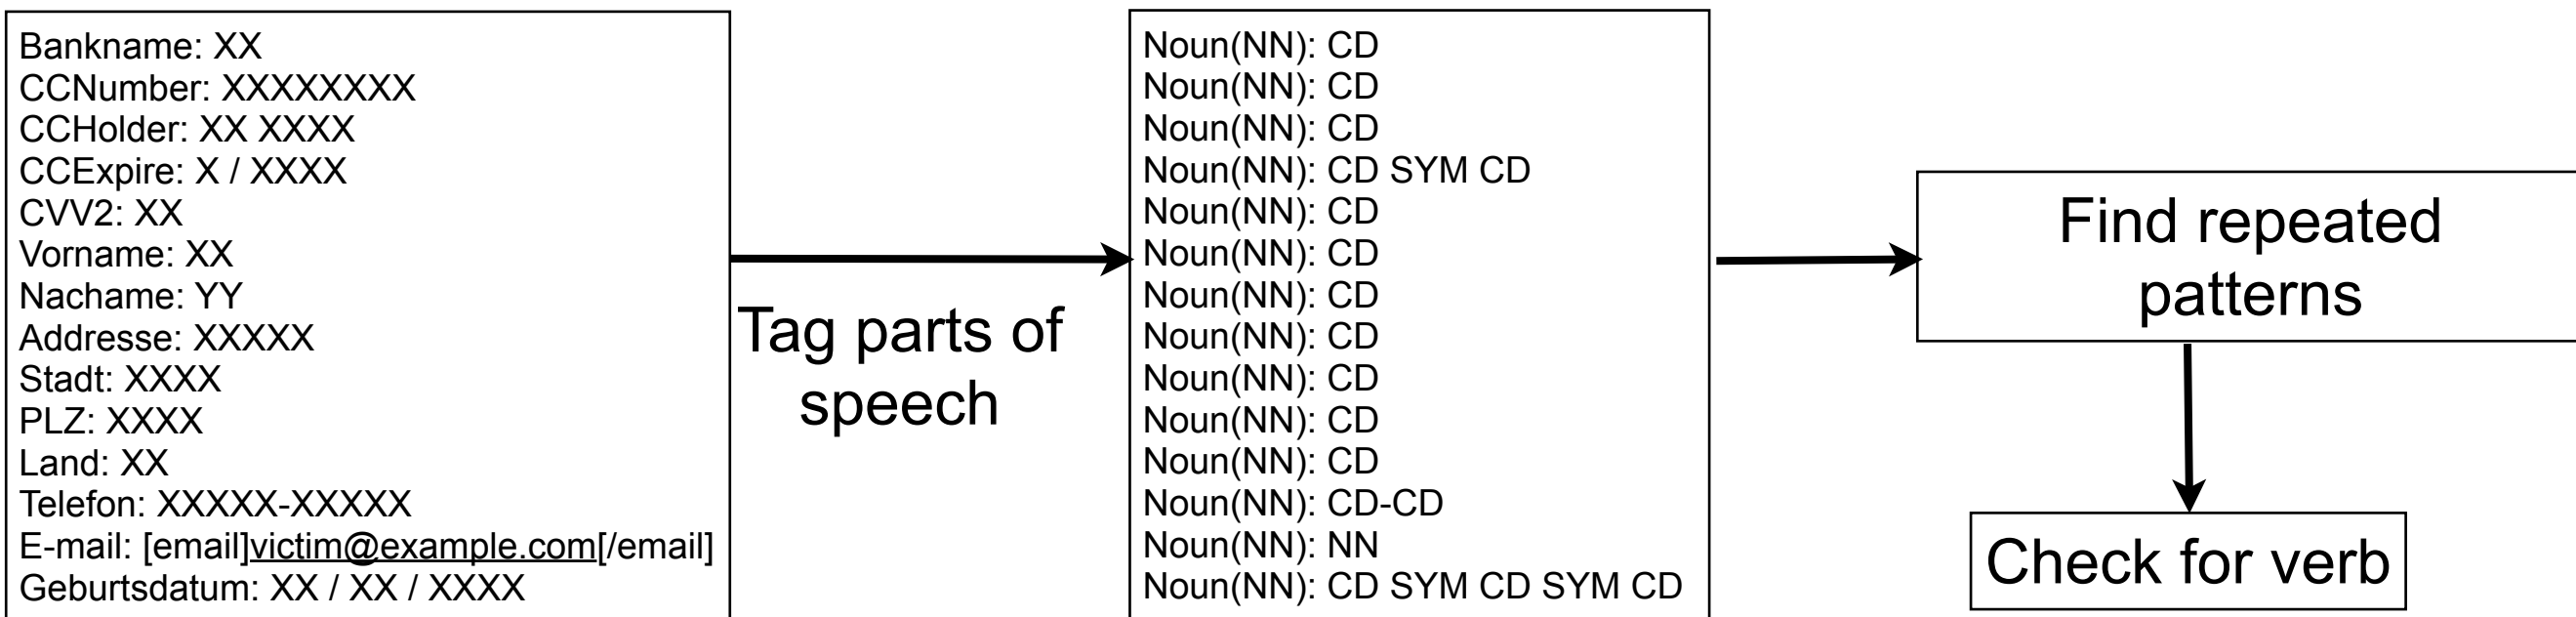 Bankname: XX
CCNumber: XXXXXXXX
CCHolder: XX XXXX
CCExpire: X / XXXX
CVV2: XX
Vorname: XX
Nachame: YY
Addresse: XXXXX
Stadt: XXXX
PLZ: XXXX
Land: XX
Telefon: XXXXX-XXXXX
E-mail: [email]victim@example.com[/email]
Geburtsdatum: XX / XX / XXXX
Tag parts of
speech
Noun(NN): CD
Noun(NN): CD
Noun(NN): CD
Noun(NN): CD SYM CD
Noun(NN): CD
Noun(NN): CD
Noun(NN): CD
Noun(NN): CD
Noun(NN): CD
Noun(NN): CD
Noun(NN): CD
Noun(NN): CD-CD
Noun(NN): NN
Noun(NN): CD SYM CD SYM CD
Find repeated
patterns
Check for verb